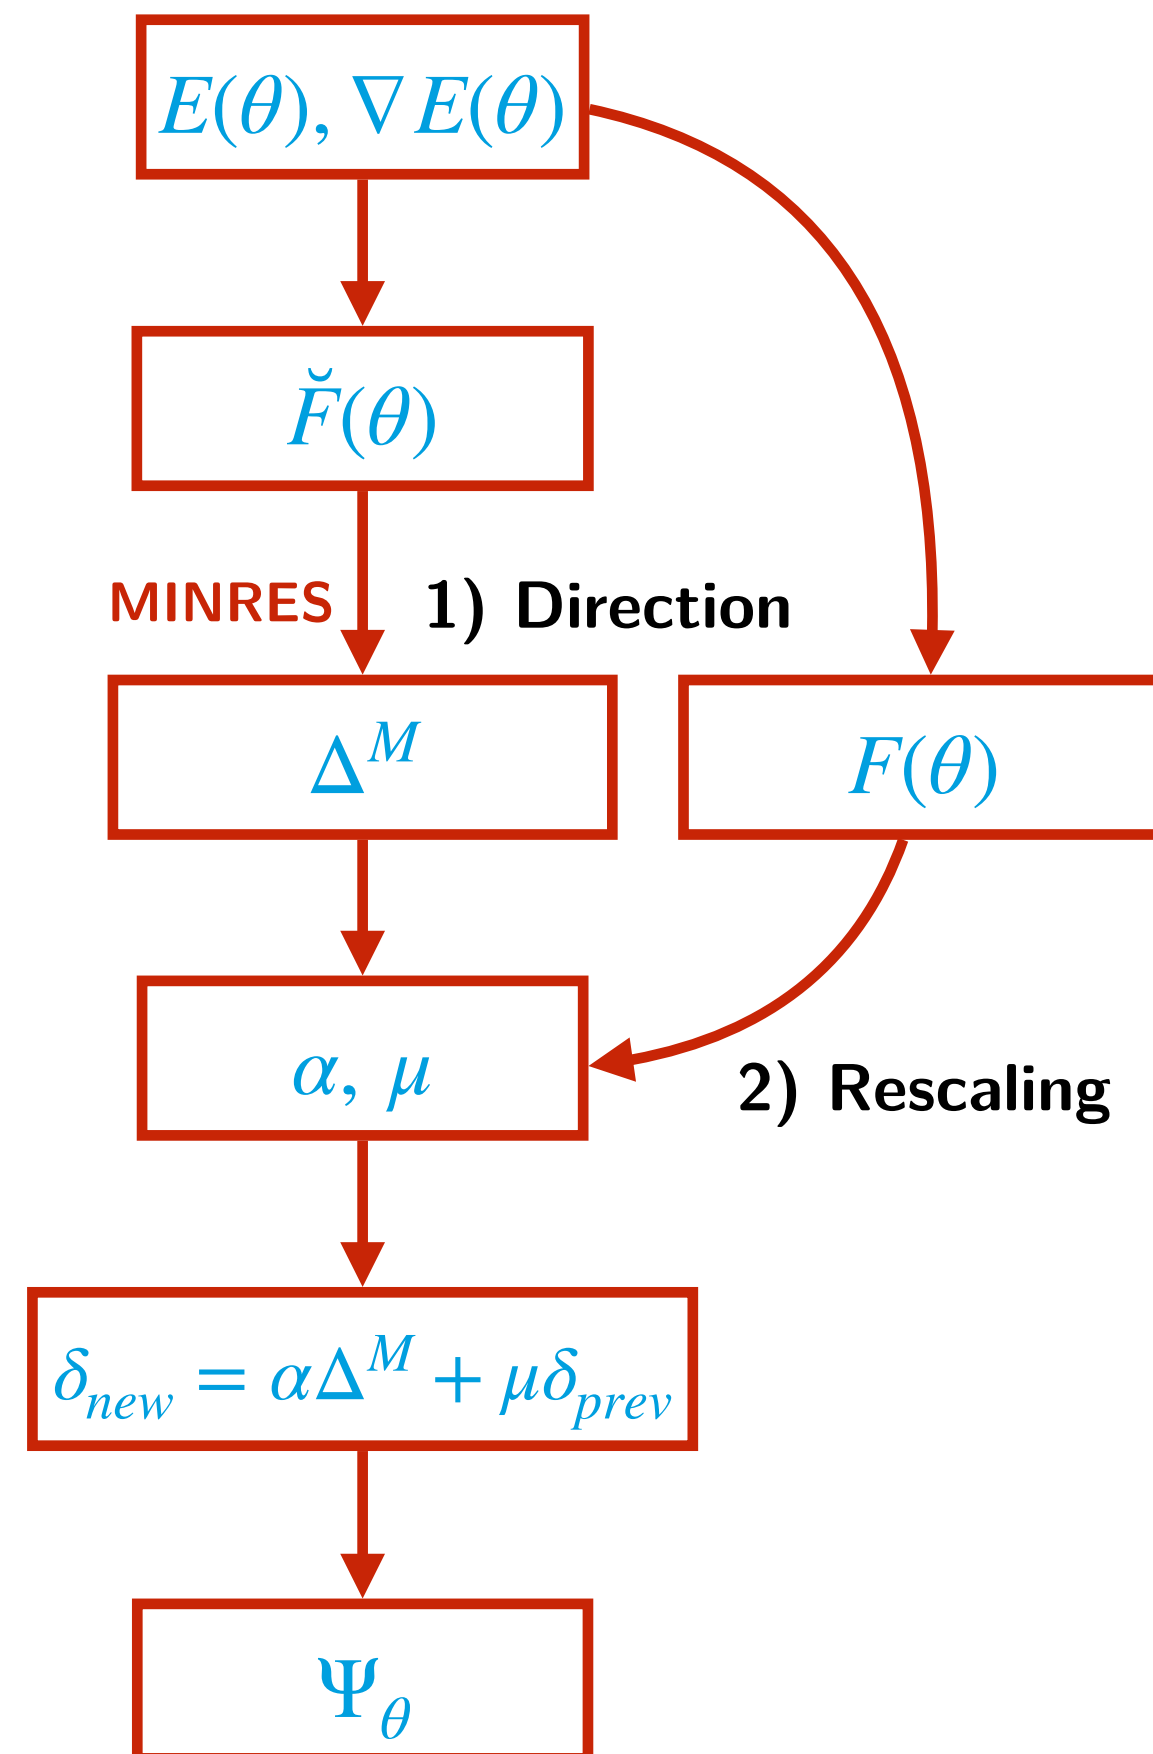 E(θ), ∇E(θ)
F̆(θ)
MINRES
1) Direction
Δ^M
F(θ)
α, μ
2) Rescaling
δ_new = αΔ^M + μδ_prev
Ψ_θ